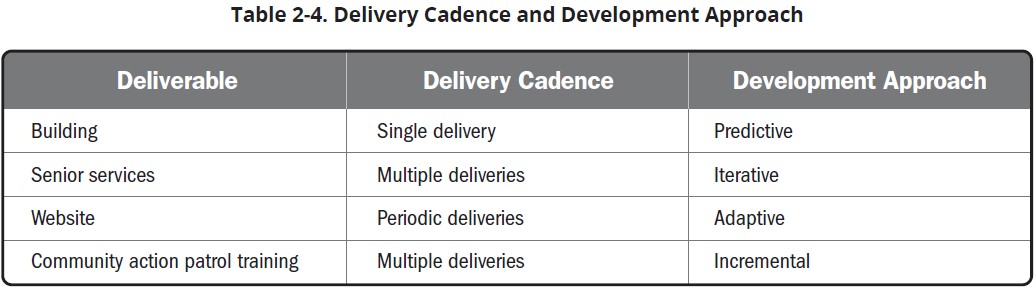 Table 2-4. Delivery Cadence and Development Approach
Deliverable Delivery Cadence Development Approach
Building Single delivery Predictive
Senior services Multiple deliveries Iterative
Website Periodic deliveries Adaptive
Community action patrol training Multiple deliveries Incremental